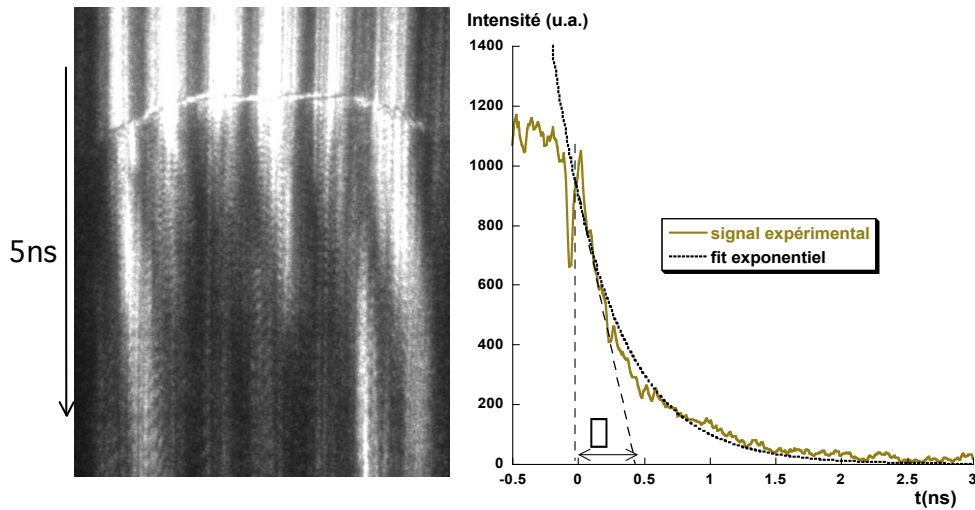 5ns
Intensité (u.a.)
1400
1200
1000
800
600
400
200
0
signal expérimental
fit exponentiel
-0.5 0 0.5 1 1.5 2 2.5 3
t(ns)